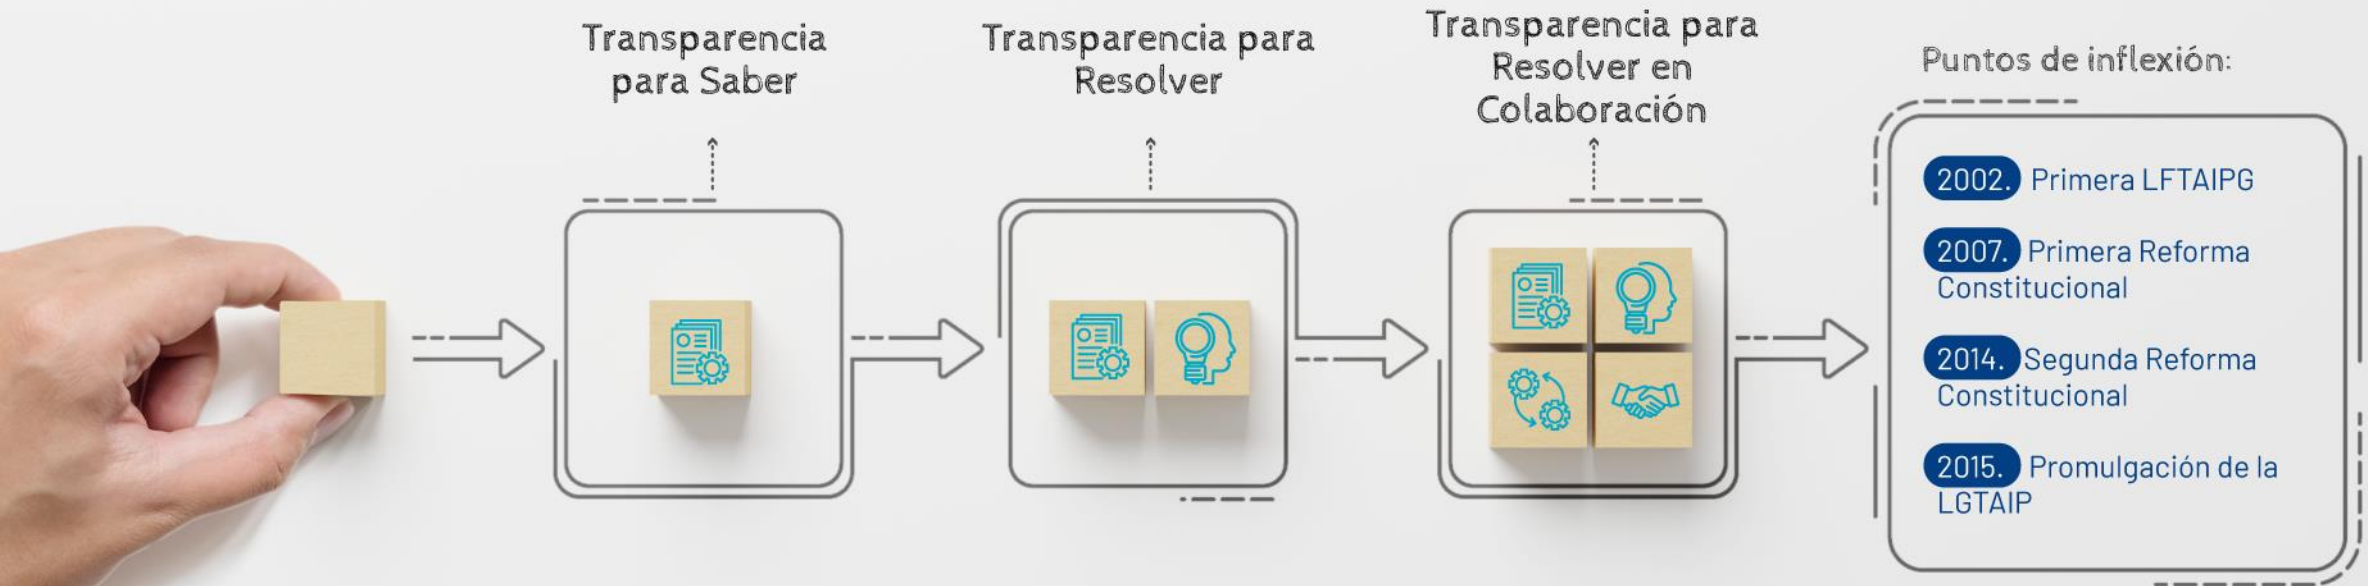 Transparencia
para Saber
Transparencia para
Resolver
Transparencia para
Resolver en
Colaboración
Puntos de inflexión:
2002. Primera LFTAIPG
2007. Primera Reforma
Constitucional
2014. Segunda Reforma
Constitucional
2015. Promulgación de la
LGTAIP